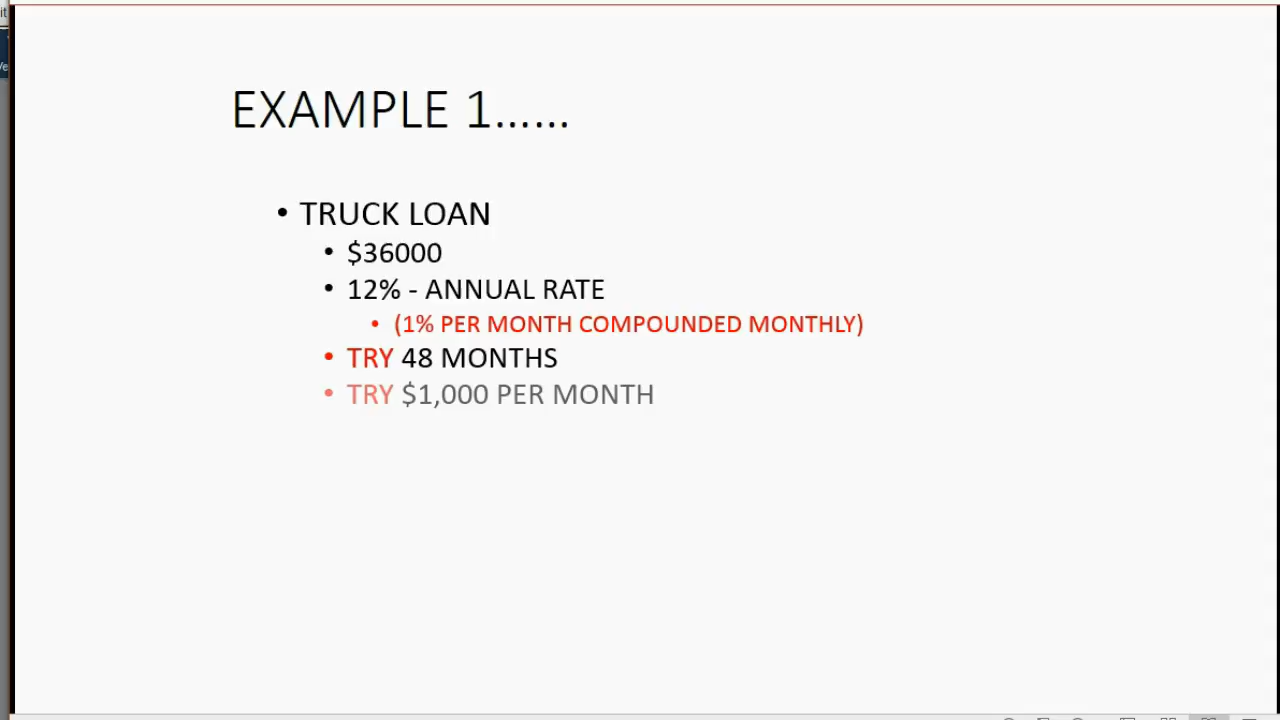 EXAMPLE 1......
• TRUCK LOAN
• $36000
• 12% - ANNUAL RATE
• (1% PER MONTH COMPOUNDED MONTHLY)
• TRY 48 MONTHS
• TRY $1,000 PER MONTH